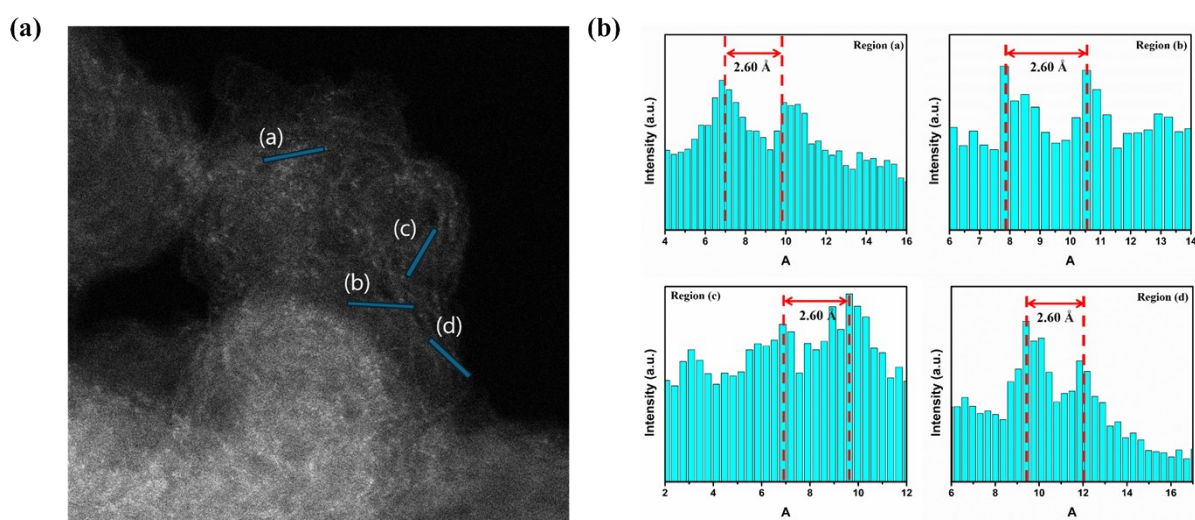 (a)
(a)
(c)
(b)
(d)
(b)
Region (a)
2.60 Å
Intensity (a.u.)
4 6 8 10 12 14 16
A
Region (b)
2.60 Å
Intensity (a.u.)
6 7 8 9 10 11 12 13 14
A
Region (c)
2.60 Å
Intensity (a.u.)
2 4 6 8 10 12
A
Region (d)
2.60 Å
Intensity (a.u.)
6 8 10 12 14 16
A